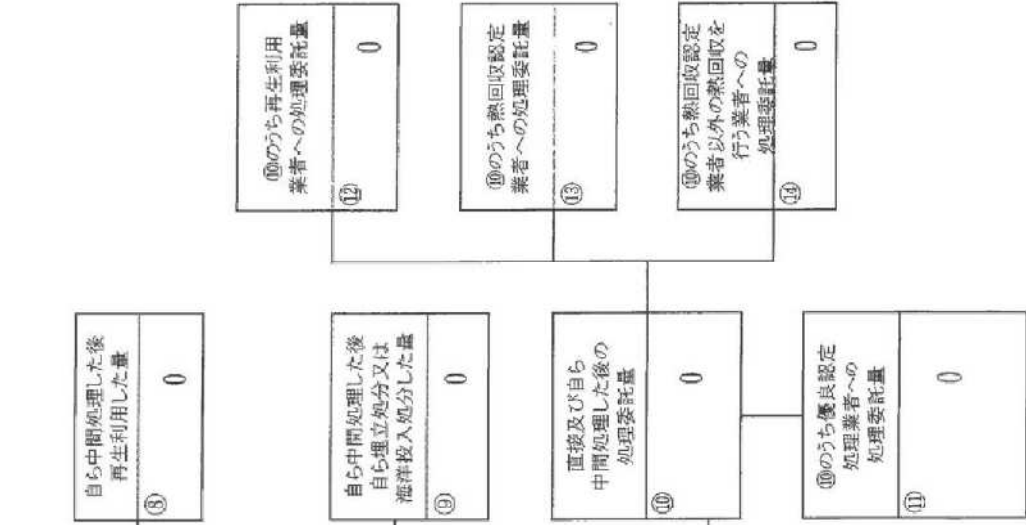 自ら中間処理した後
再生利用した量
⑧
0
自ら中間処理した後
自ら埋立処分又は
海洋投入処分した量
⑨
0
直接及び自ら
中間処理した後の
処理委託量
⑩
0
⑩のうち優良認定
処理業者への
処理委託量
⑪
0
⑩のうち再生利用
業者への処理委託量
⑫
0
⑩のうち熱回収認定
業者への処理委託量
⑬
0
⑩のうち熱回収認定
業者以外の熱回収を
行う業者への
処理委託量
⑭
0